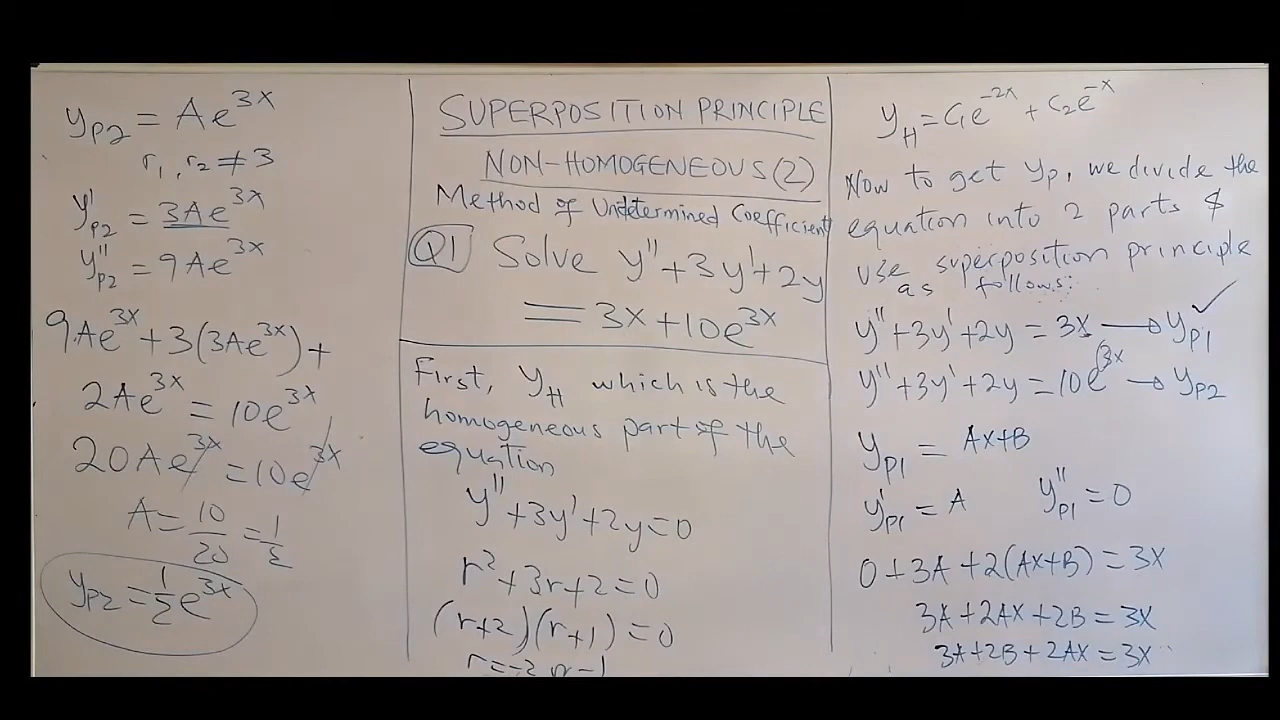 y_P2 = Ae^3x
r₁, r₂ ≠ 3
y'_P2 = 3Ae^3x
y''_P2 = 9Ae^3x
9Ae^3x + 3(3Ae^3x) +
2Ae^3x = 10e^3x
20Ae^3x = 10e^3x
A = 10/20 = 1/2
y_P2 = 1/2 e^3x
SUPERPOSITION PRINCIPLE
NON-HOMOGENEOUS (2)
Method of Undetermined Coefficient
Q1 Solve y'' + 3y' + 2y
= 3x + 10e^3x
First, y_H which is the
homogeneous part of the
equation
y'' + 3y' + 2y = 0
r² + 3r + 2 = 0
(r+2)(r+1) = 0
r = -2 or -1
y_H = C₁e^-2x + C₂e^-x
Now to get y_P, we divide the
equation into 2 parts &
use superposition principle
as follows:
y'' + 3y' + 2y = 3x → y_P1 ✓
y'' + 3y' + 2y = 10e^3x → y_P2
y_P1 = Ax+B
y'_P1 = A y''_P1 = 0
0 + 3A + 2(Ax+B) = 3x
3A + 2Ax + 2B = 3x
3A + 2B + 2Ax = 3x